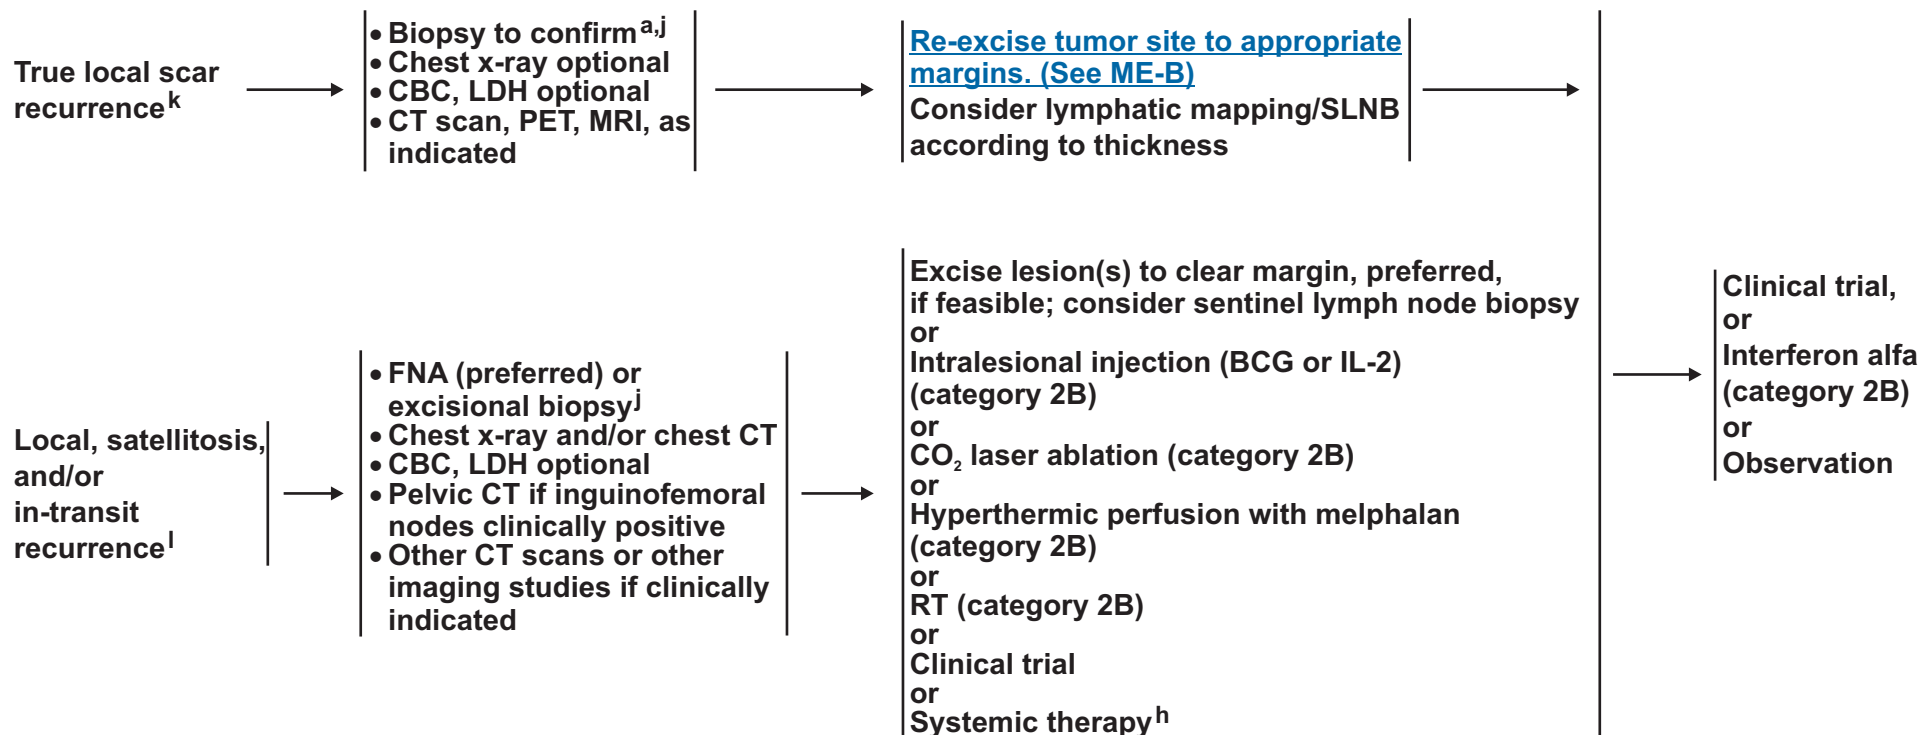 True local scar
recurrence k
• Biopsy to confirm a,j
• Chest x-ray optional
• CBC, LDH optional
• CT scan, PET, MRI, as
indicated
Re-excise tumor site to appropriate
margins. (See ME-B)
Consider lymphatic mapping/SLNB
according to thickness
Local, satellitosis,
and/or
in-transit
recurrence l
• FNA (preferred) or
excisional biopsy j
• Chest x-ray and/or chest CT
• CBC, LDH optional
• Pelvic CT if inguinofemoral
nodes clinically positive
• Other CT scans or other
imaging studies if clinically
indicated
Excise lesion(s) to clear margin, preferred,
if feasible; consider sentinel lymph node biopsy
or
Intralesional injection (BCG or IL-2)
(category 2B)
or
CO₂ laser ablation (category 2B)
or
Hyperthermic perfusion with melphalan
(category 2B)
or
RT (category 2B)
or
Clinical trial
or
Systemic therapy h
Clinical trial,
or
Interferon alfa
(category 2B)
or
Observation